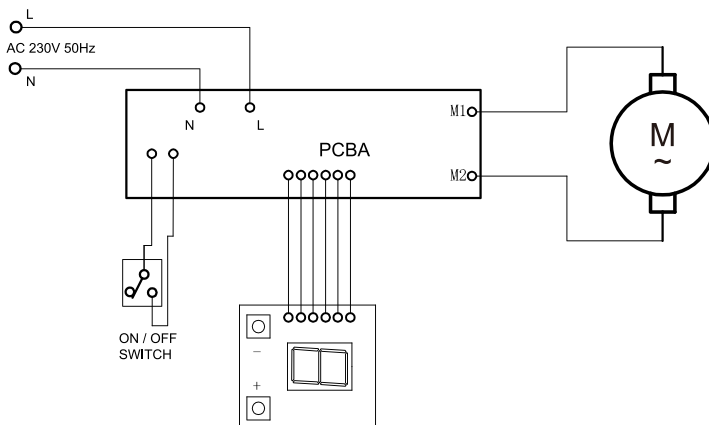 L
AC 230V 50Hz
N
N
L
PCBA
M1
M2
M
~
ON / OFF
SWITCH
−
+